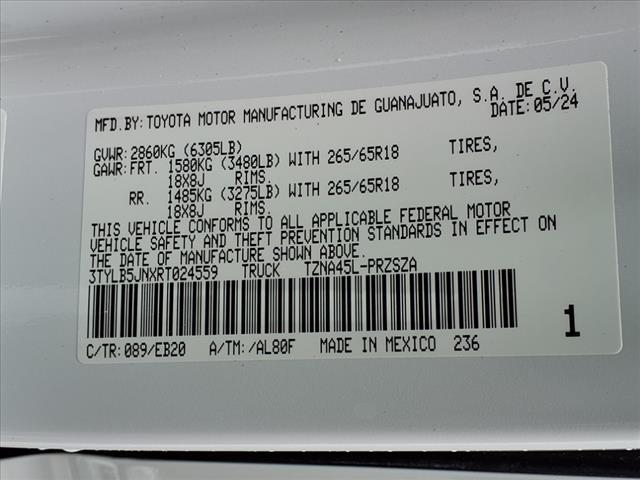 MFD.BY:TOYOTA MOTOR MANUFACTURING DE GUANAJUATO, S.A. DE C.V.
DATE:05/24
GVWR:2860KG (6305LB)
GAWR:FRT. 1580KG (3480LB) WITH 265/65R18 TIRES,
18X8J RIMS.
RR. 1485KG (3275LB) WITH 265/65R18 TIRES,
18X8J RIMS.
THIS VEHICLE CONFORMS TO ALL APPLICABLE FEDERAL MOTOR
VEHICLE SAFETY AND THEFT PREVENTION STANDARDS IN EFFECT ON
THE DATE OF MANUFACTURE SHOWN ABOVE.
3TYLB5JNXRT024559 TRUCK TZNA45L-PRZSZA
1
C/TR:089/EB20 A/TM:/AL80F MADE IN MEXICO 236